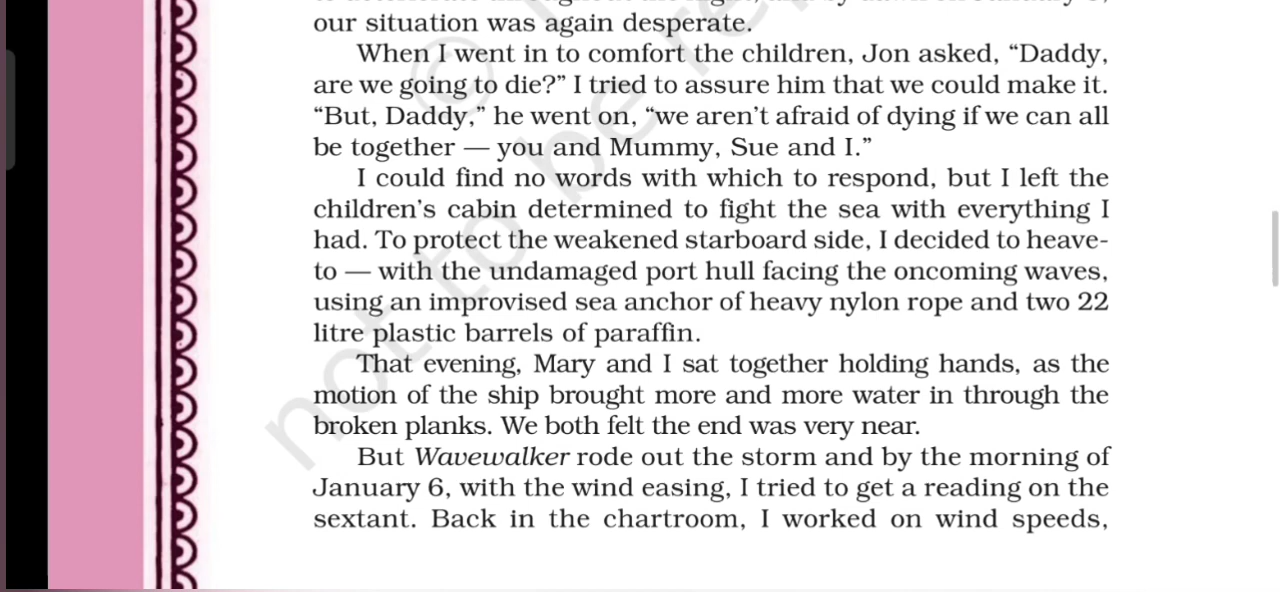 our situation was again desperate.
When I went in to comfort the children, Jon asked, “Daddy,
are we going to die?” I tried to assure him that we could make it.
“But, Daddy,” he went on, “we aren’t afraid of dying if we can all
be together — you and Mummy, Sue and I.”
I could find no words with which to respond, but I left the
children’s cabin determined to fight the sea with everything I
had. To protect the weakened starboard side, I decided to heave-
to — with the undamaged port hull facing the oncoming waves,
using an improvised sea anchor of heavy nylon rope and two 22
litre plastic barrels of paraffin.
That evening, Mary and I sat together holding hands, as the
motion of the ship brought more and more water in through the
broken planks. We both felt the end was very near.
But Wavewalker rode out the storm and by the morning of
January 6, with the wind easing, I tried to get a reading on the
sextant. Back in the chartroom, I worked on wind speeds,
©
not to be re